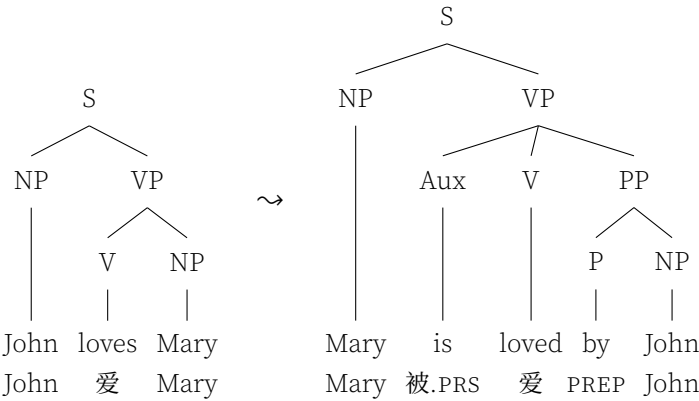 S
NP VP
S
Aux V PP
NP VP
P NP
V NP
John loves Mary
John 爱 Mary
⤳
Mary is loved by John
Mary 被.PRS 爱 PREP John